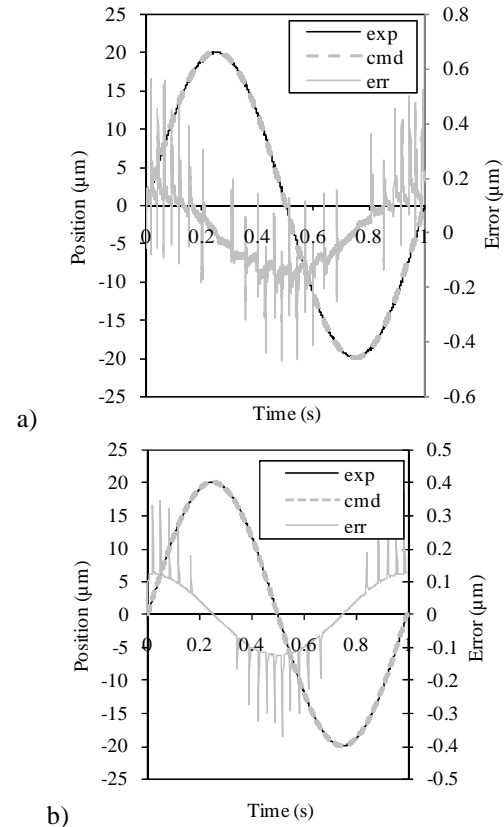 25
20
15
10
5
0
-5
-10
-15
-20
-25
Position (µm)
0.8
0.6
0.4
0.2
0
-0.2
-0.4
-0.6
Error (µm)
exp
cmd
err
0 0.2 0.4 0.6 0.8 1
Time (s)
a)
25
20
15
10
5
0
-5
-10
-15
-20
-25
Position (µm)
0.5
0.4
0.3
0.2
0.1
0
-0.1
-0.2
-0.3
-0.4
-0.5
Error (µm)
exp
cmd
err
0 0.2 0.4 0.6 0.8 1
Time (s)
b)